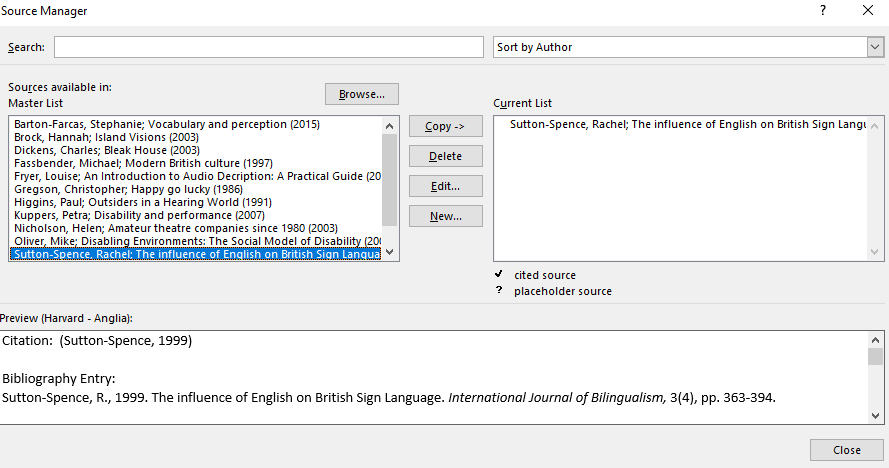 Source Manager
?
Search:
Sort by Author
Sources available in:
Master List
Browse...
Current List
Barton-Farcas, Stephanie; Vocabulary and perception (2015)
Brock, Hannah; Island Visions (2003)
Dickens, Charles; Bleak House (2003)
Fassbender, Michael; Modern British culture (1997)
Fryer, Louise; An Introduction to Audio Decription: A Practical Guide (20
Gregson, Christopher; Happy go lucky (1986)
Higgins, Paul; Outsiders in a Hearing World (1991)
Kuppers, Petra; Disability and performance (2007)
Nicholson, Helen; Amateur theatre companies since 1980 (2003)
Oliver, Mike; Disabling Environments: The Social Model of Disability (200
Sutton-Spence, Rachel; The influence of English on British Sign Langua
Copy ->
Delete
Edit...
New...
Sutton-Spence, Rachel; The influence of English on British Sign Langu
✓ cited source
? placeholder source
Preview (Harvard - Anglia):
Citation: (Sutton-Spence, 1999)
Bibliography Entry:
Sutton-Spence, R., 1999. The influence of English on British Sign Language. International Journal of Bilingualism, 3(4), pp. 363-394.
Close